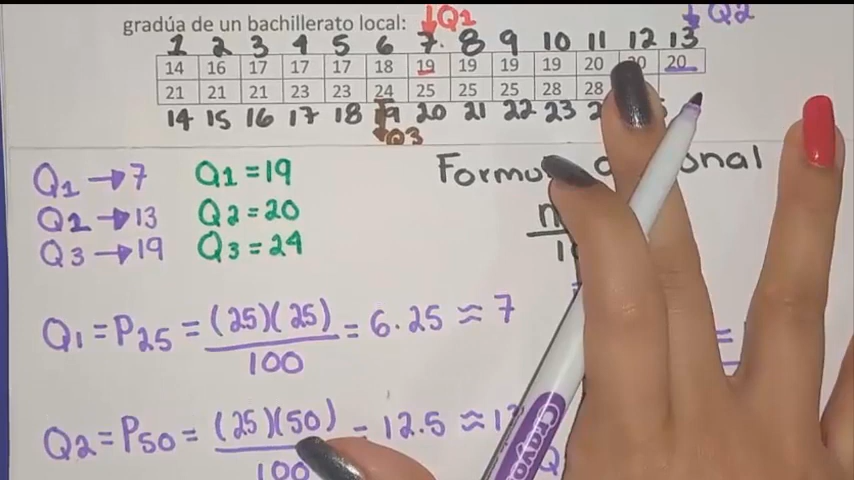 gradúa de un bachillerato local: Q1 Q2
1 2 3 4 5 6 7. 8 9 10 11 12 13
14 16 17 17 17 18 19 19 19 19 20 20 20
21 21 21 23 23 24 25 25 25 28 28
14 15 16 17 18 19 20 21 22 23
Q3
Q1 → 7 Q1 = 19
Q2 → 13 Q2 = 20
Q3 → 19 Q3 = 24
Q1 = P25 = (25)(25) / 100 = 6.25 ≈ 7
Q2 = P50 = (25)(50) / 100 = 12.5 ≈
Crayo